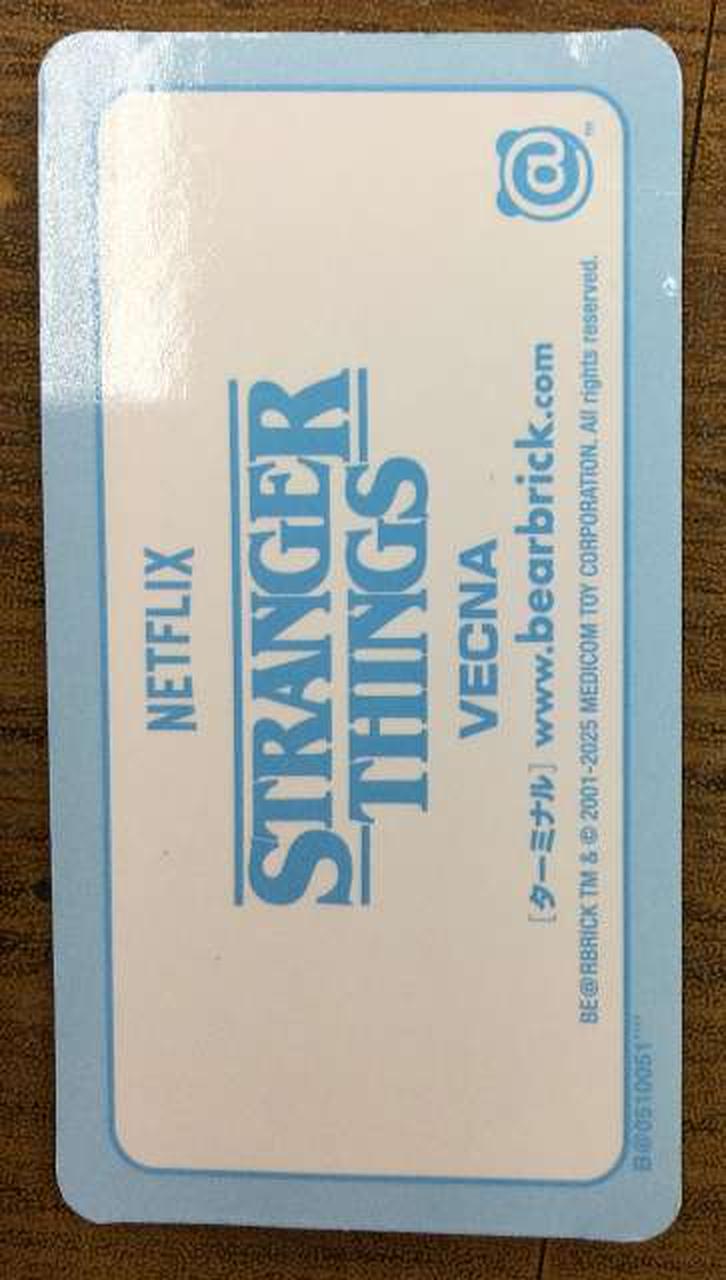 NETFLIX
STRANGER
THINGS
VECNA
[ターミナル] www.bearbrick.com
BE@RBRICK TM & © 2001-2025 MEDICOM TOY CORPORATION. All rights reserved.
@ ™